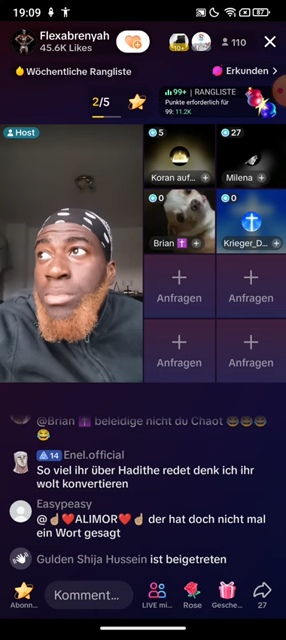 19:09
87
Flexabrenyah
45.6K Likes
10+
110
Wöchentliche Rangliste
Erkunden
2/5
99+ | RANGLISTE
Punkte erforderlich für
99: 11.2K
Host
5
Koran auf...
27
Milena
0
Brian ✝️
0
Krieger_D...
Anfragen
Anfragen
Anfragen
Anfragen
@Brian ✝️ beleidige nicht du Chaot 😂😂😂
😂
14 Enel.official
So viel ihr über Hadithe redet denk ich ihr
wolt konvertieren
Easypeasy
@☝🏽❤️ALIMOR❤️☝🏽 der hat doch nicht mal
ein Wort gesagt
Gulden Shija Hussein ist beigetreten
Abonn...
Komment...
LIVE mi...
Rose
Gesche...
27